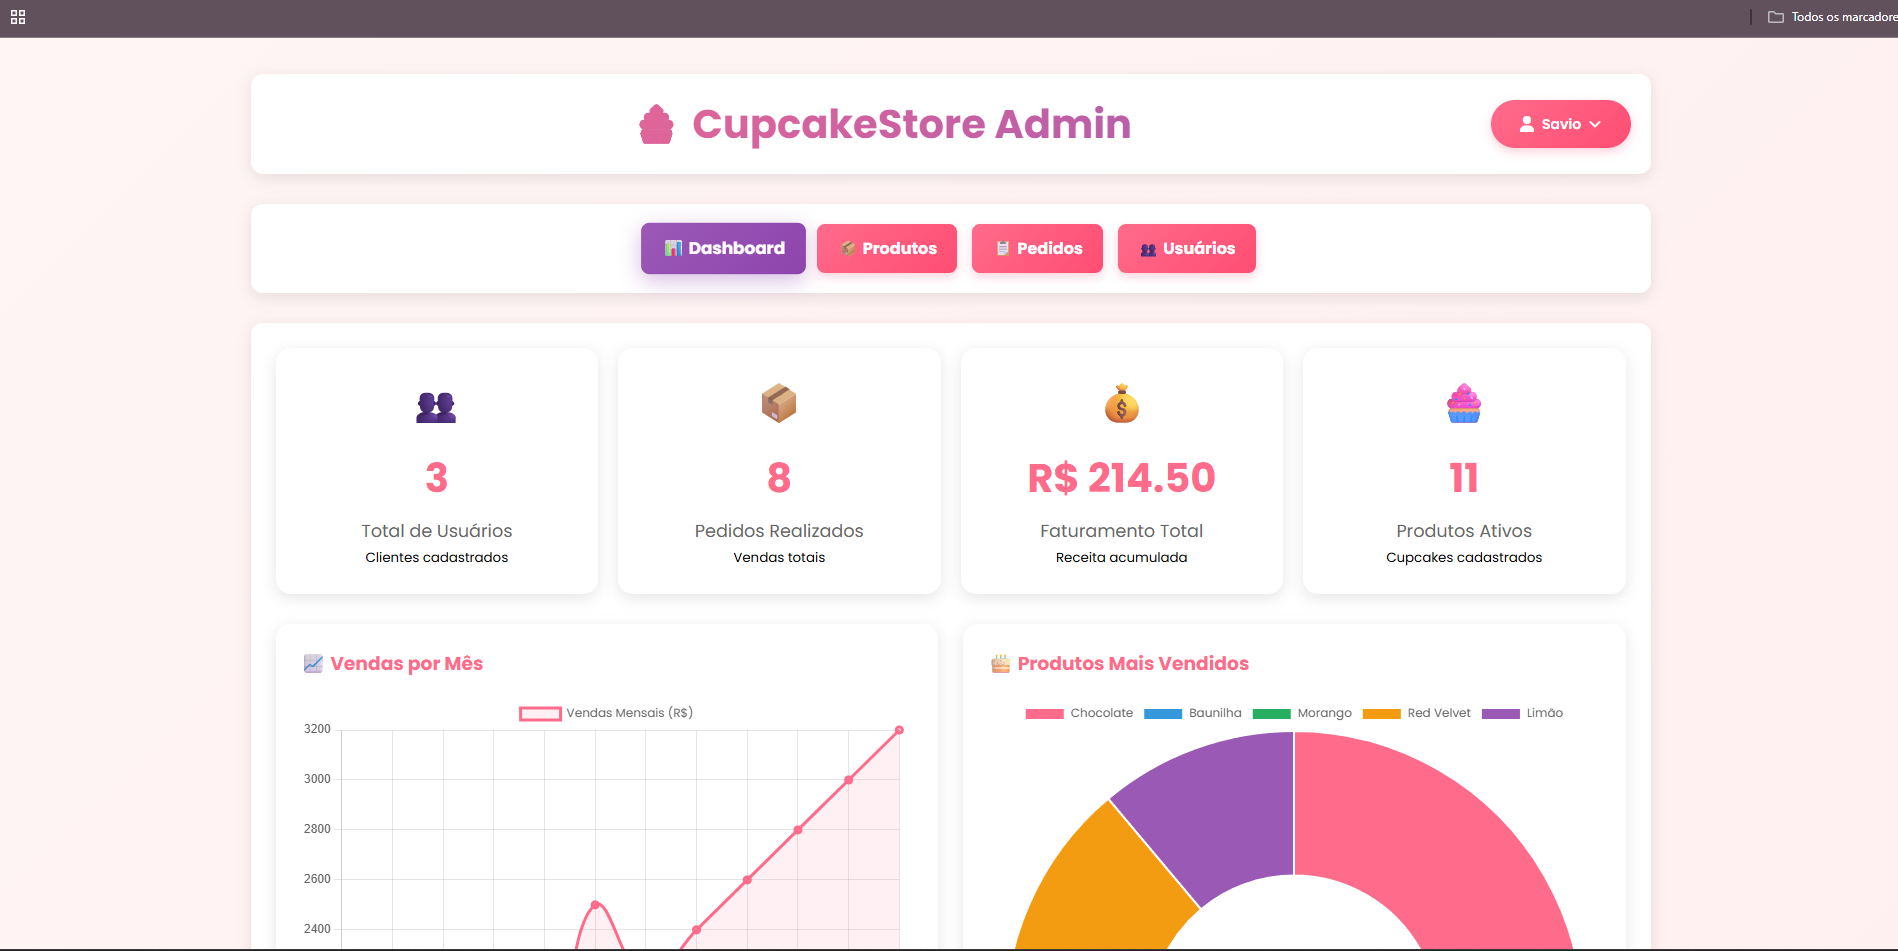 Todos os marcadore
CupcakeStore Admin
Savio
Dashboard
Produtos
Pedidos
Usuários
3
Total de Usuários
Clientes cadastrados
8
Pedidos Realizados
Vendas totais
R$ 214.50
Faturamento Total
Receita acumulada
11
Produtos Ativos
Cupcakes cadastrados
Vendas por Mês
Vendas Mensais (R$)
3200
3000
2800
2600
2400
Produtos Mais Vendidos
Chocolate
Baunilha
Morango
Red Velvet
Limão